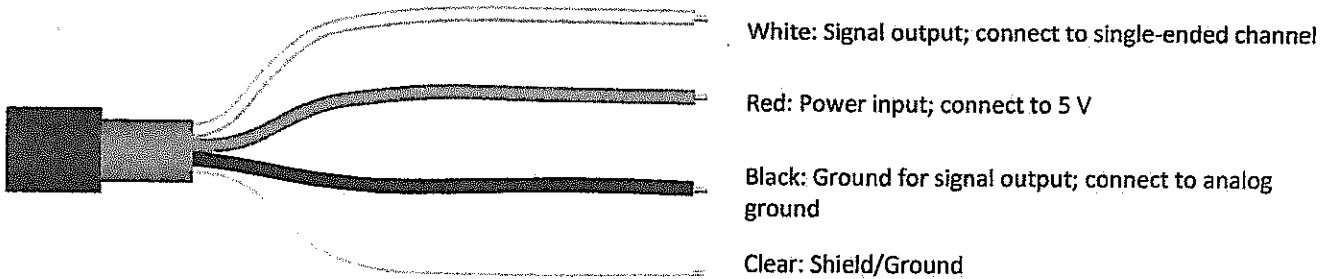 White: Signal output; connect to single-ended channel
Red: Power input; connect to 5 V
Black: Ground for signal output; connect to analog
ground
Clear: Shield/Ground